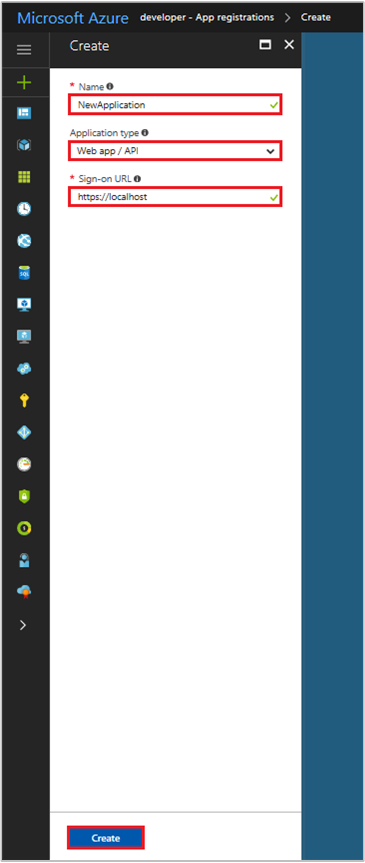 Microsoft Azure developer - App registrations > Create
Create
* Name
NewApplication
Application type
Web app / API
* Sign-on URL
https://localhost
SQL
Create